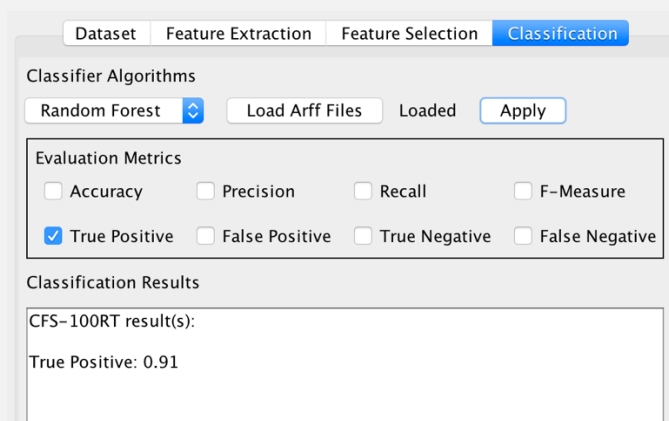 Dataset Feature Extraction Feature Selection Classification
Classifier Algorithms
Random Forest Load Arff Files Loaded Apply
Evaluation Metrics
Accuracy Precision Recall F-Measure
True Positive False Positive True Negative False Negative
Classification Results
CFS-100RT result(s):
True Positive: 0.91